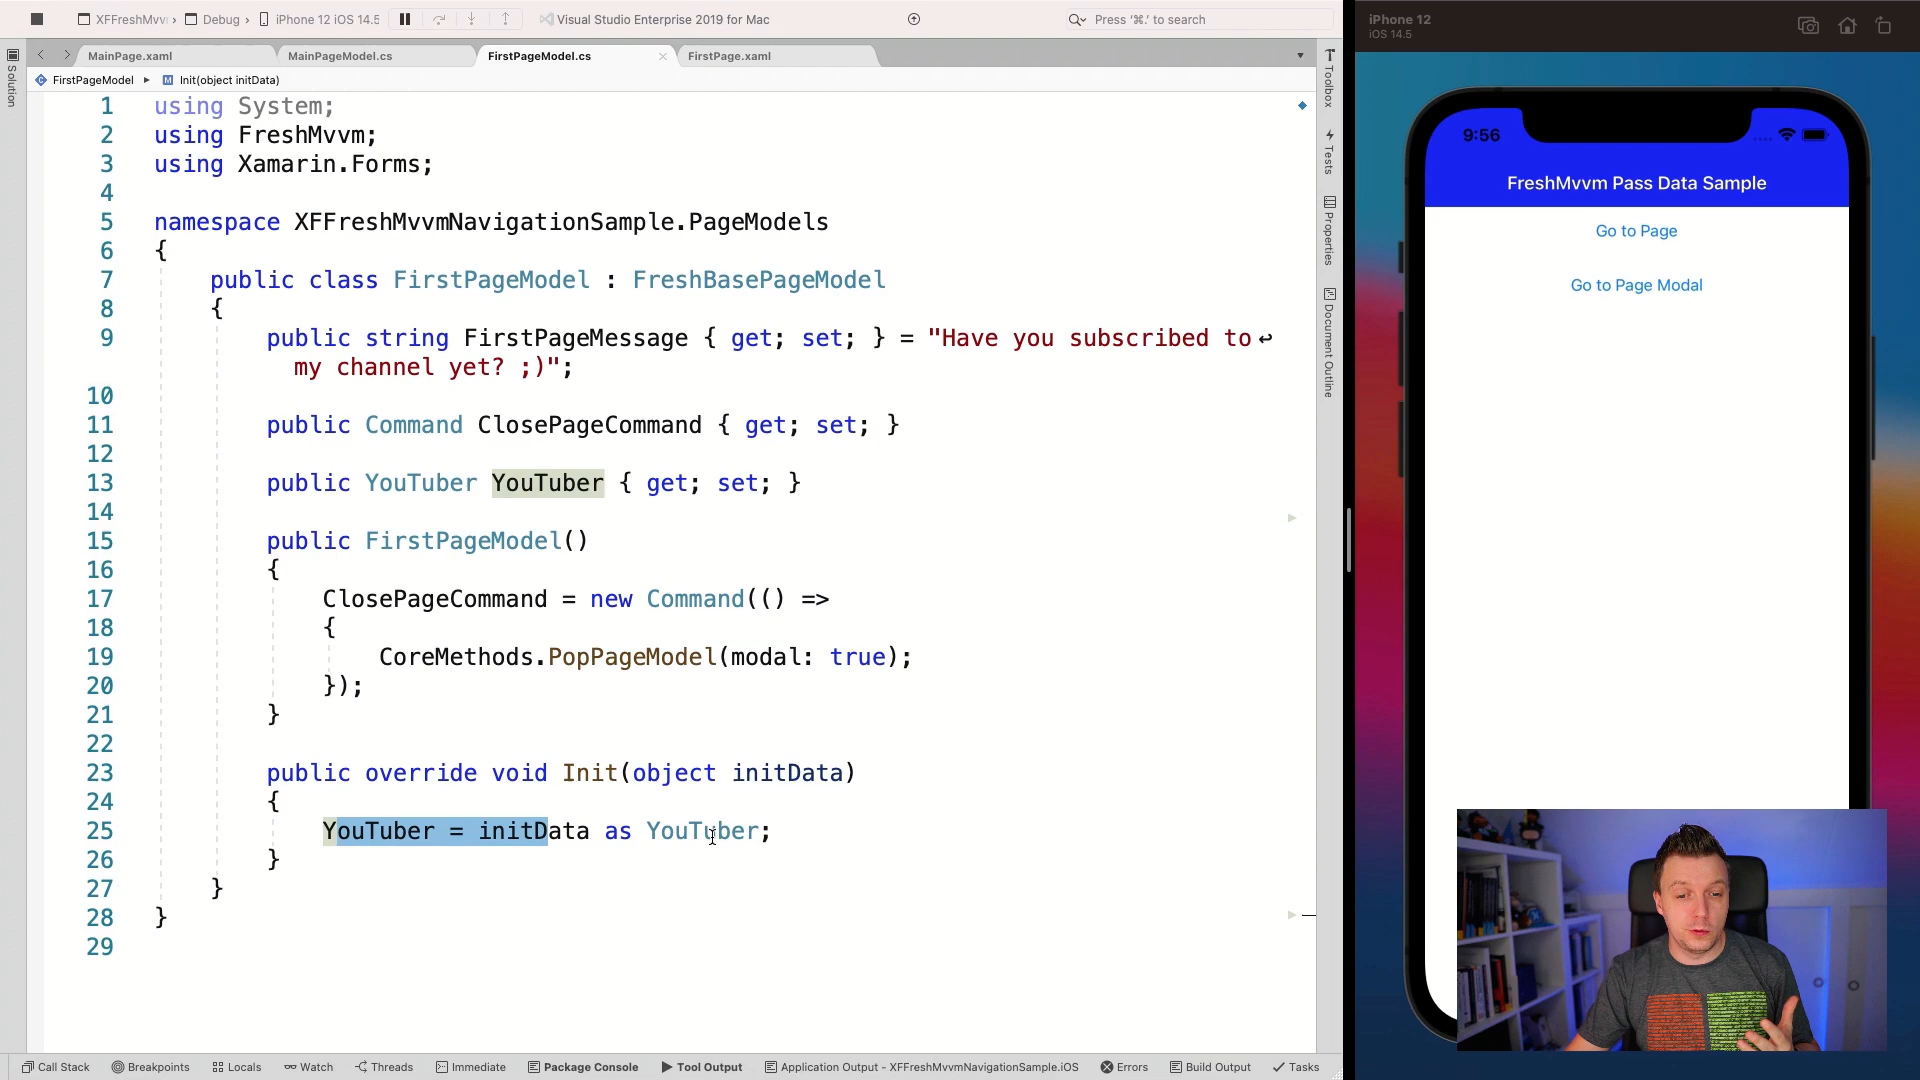 XFFreshMvvi › Debug › iPhone 12 iOS 14.5
Visual Studio Enterprise 2019 for Mac
Press '⌘.' to search
MainPage.xaml
MainPageModel.cs
FirstPageModel.cs
FirstPage.xaml
FirstPageModel
Init(object initData)
Solution
1 using System;
2 using FreshMvvm;
3 using Xamarin.Forms;
4
5 namespace XFFreshMvvmNavigationSample.PageModels
6 {
7 public class FirstPageModel : FreshBasePageModel
8 {
9 public string FirstPageMessage { get; set; } = "Have you subscribed to
my channel yet? ;)";
10
11 public Command ClosePageCommand { get; set; }
12
13 public YouTuber YouTuber { get; set; }
14
15 public FirstPageModel()
16 {
17 ClosePageCommand = new Command(() =>
18 {
19 CoreMethods.PopPageModel(modal: true);
20 });
21 }
22
23 public override void Init(object initData)
24 {
25 YouTuber = initData as YouTuber;
26 }
27 }
28 }
29
Toolbox
Tests
Properties
Document Outline
Call Stack
Breakpoints
Locals
Watch
Threads
Immediate
Package Console
Tool Output
Application Output - XFFreshMvvmNavigationSample.iOS
Errors
Build Output
Tasks
iPhone 12
iOS 14.5
9:56
FreshMvvm Pass Data Sample
Go to Page
Go to Page Modal